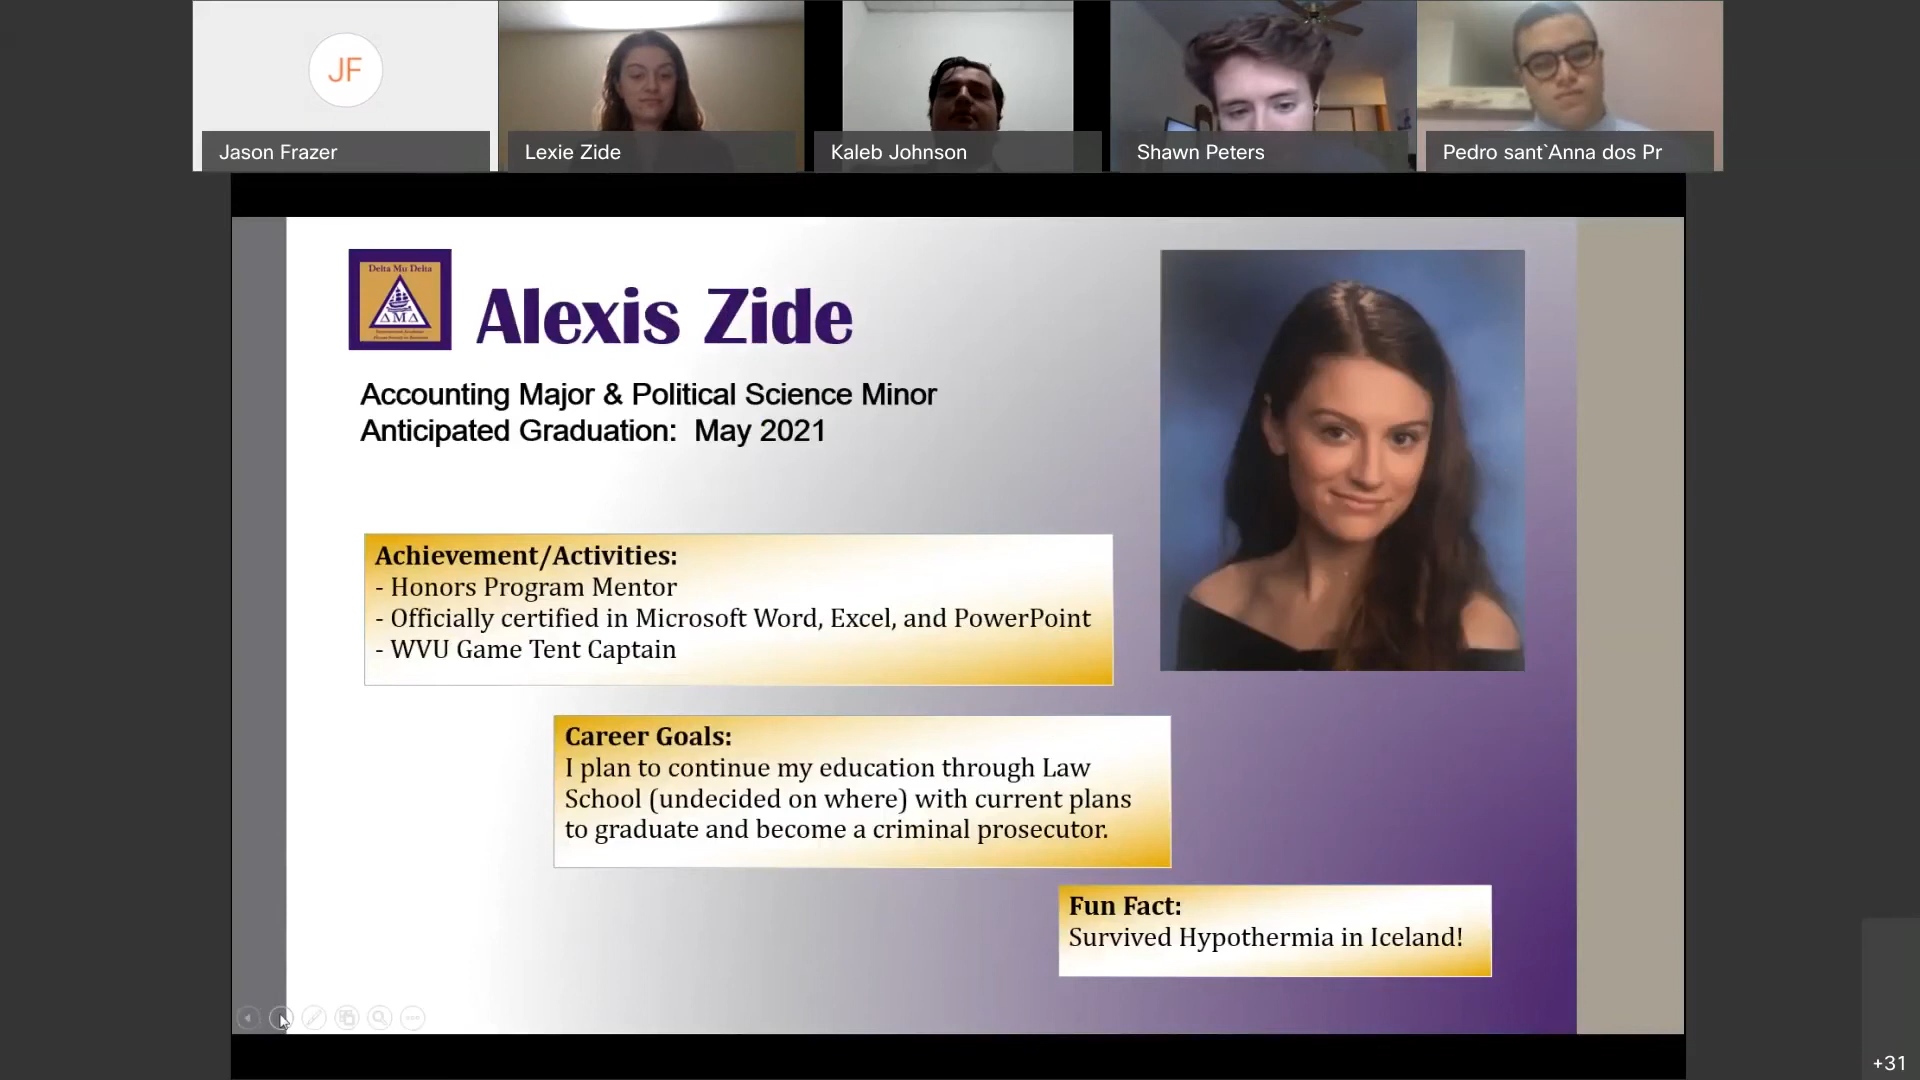 JF
Jason Frazer
Lexie Zide
Kaleb Johnson
Shawn Peters
Pedro sant`Anna dos Pr
Delta Mu Delta
ΔΜΔ
Alexis Zide
Accounting Major & Political Science Minor
Anticipated Graduation: May 2021
Achievement/Activities:
- Honors Program Mentor
- Officially certified in Microsoft Word, Excel, and PowerPoint
- WVU Game Tent Captain
Career Goals:
I plan to continue my education through Law
School (undecided on where) with current plans
to graduate and become a criminal prosecutor.
Fun Fact:
Survived Hypothermia in Iceland!
+31